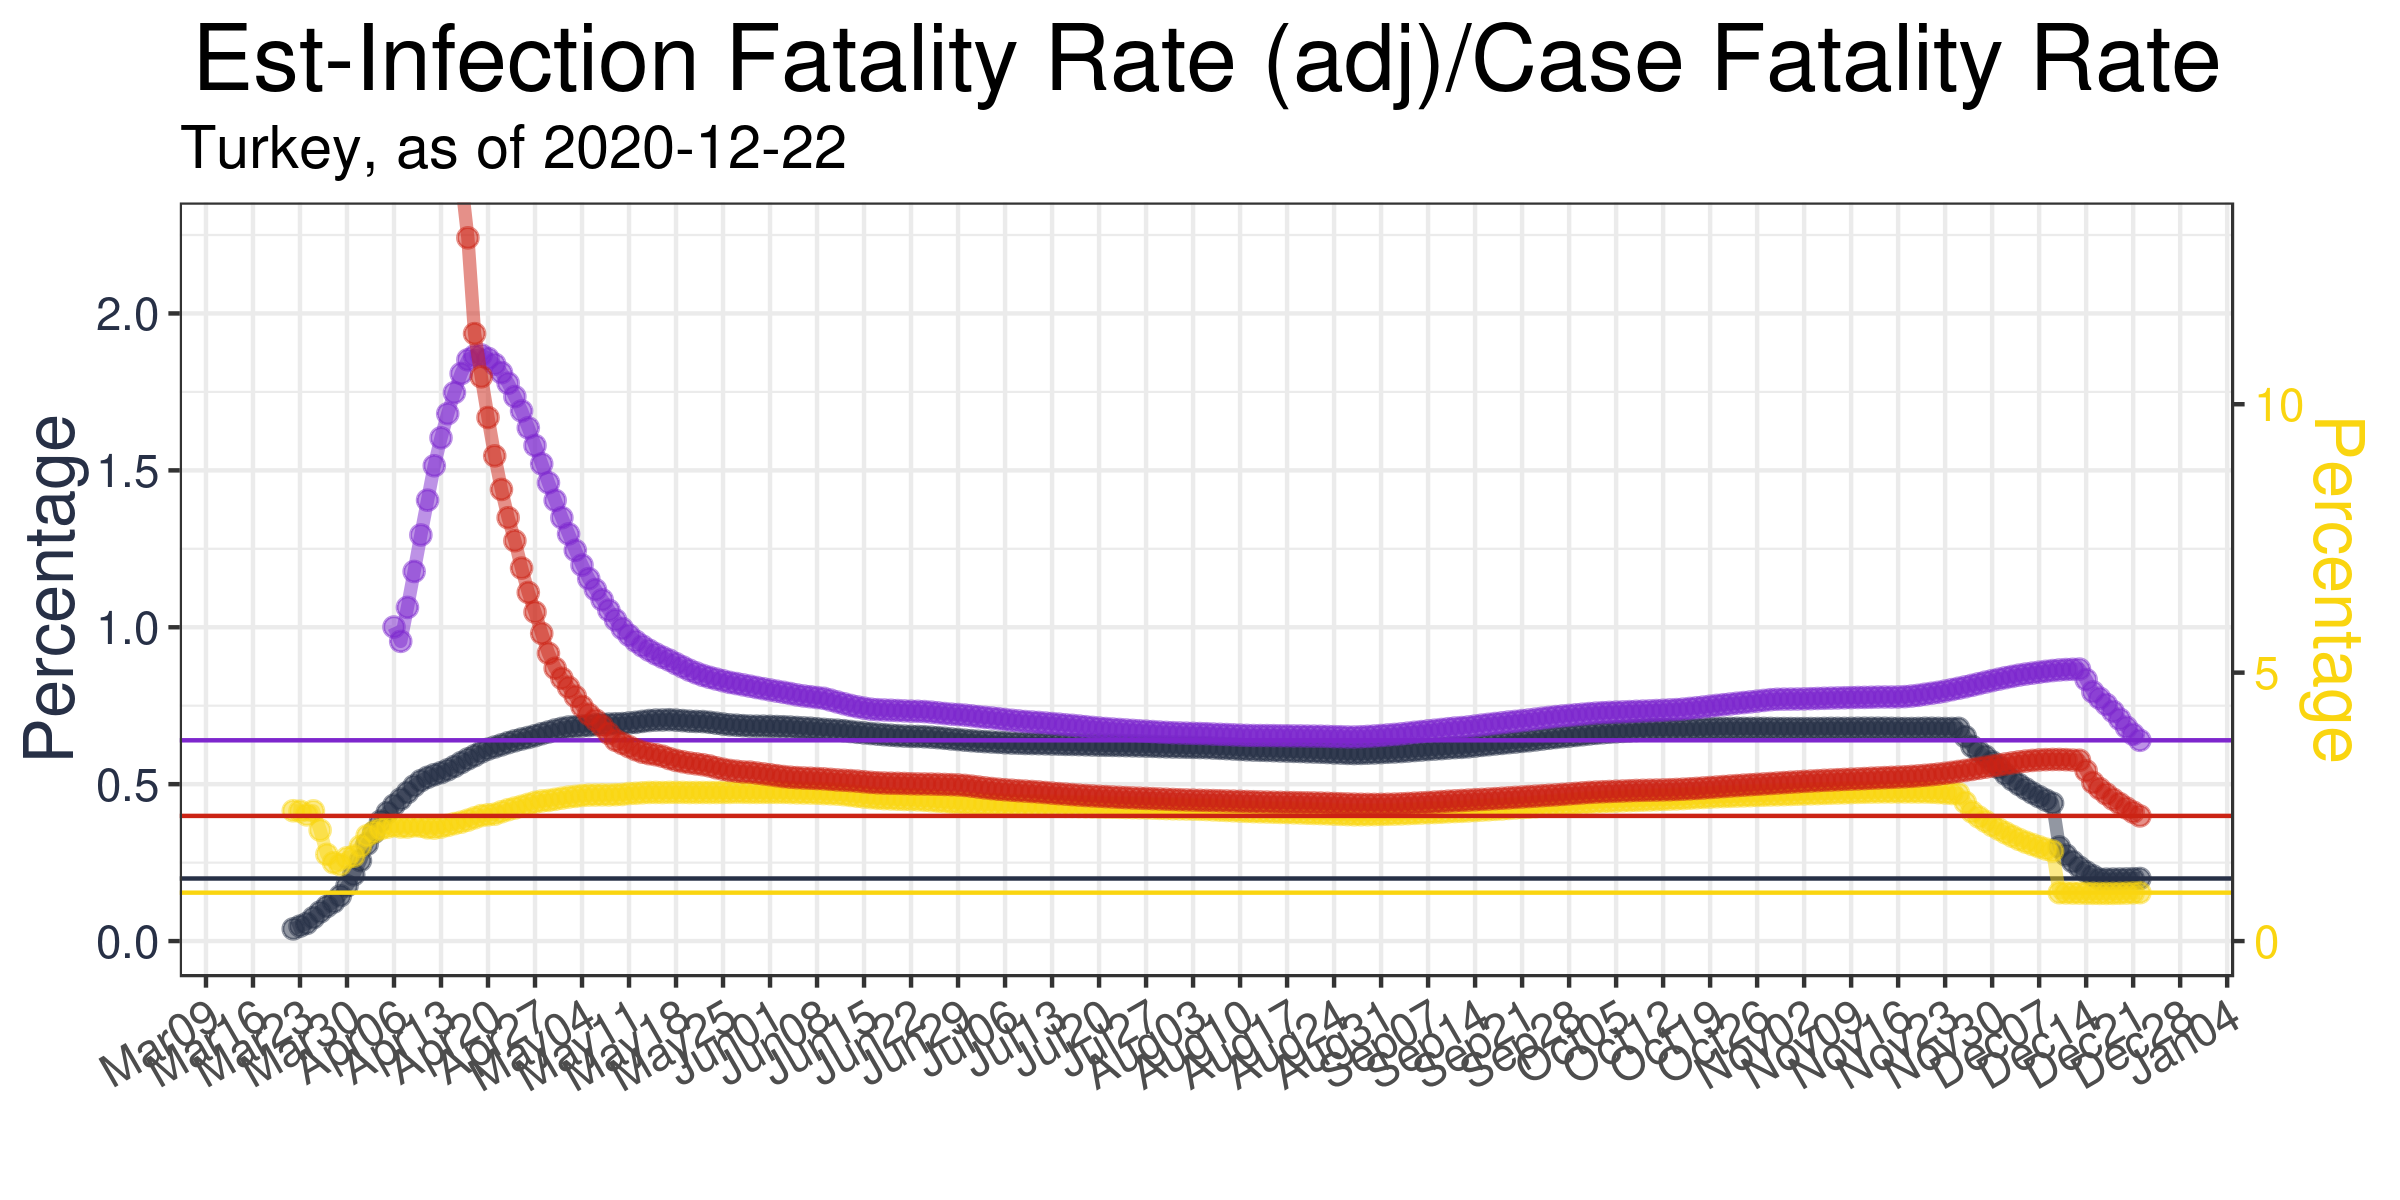 Est-Infection Fatality Rate (adj)/Case Fatality Rate
Turkey, as of 2020-12-22
Percentage
2.0
1.5
1.0
0.5
0.0
10
5
0
Percentage
Mar09
Mar16
Mar23
Mar30
Apr06
Apr13
Apr20
Apr27
May04
May11
May18
May25
Jun01
Jun08
Jun15
Jun22
Jun29
Jul06
Jul13
Jul20
Jul27
Aug03
Aug10
Aug17
Aug24
Aug31
Sep07
Sep14
Sep21
Sep28
Oct05
Oct12
Oct19
Oct26
Nov02
Nov09
Nov16
Nov23
Nov30
Dec07
Dec14
Dec21
Dec28
Jan04